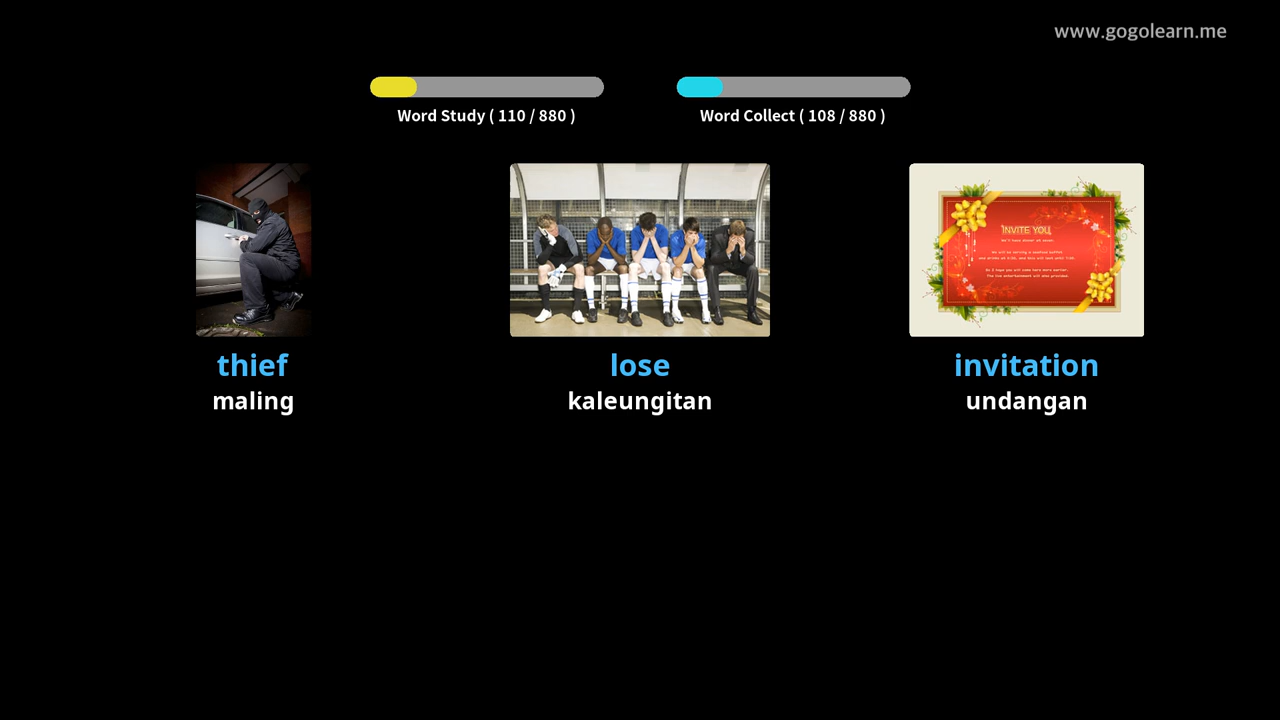 www.gogolearn.me
Word Study ( 110 / 880 )
Word Collect ( 108 / 880 )
INVITE YOU
thief
lose
invitation
maling
kaleungitan
undangan